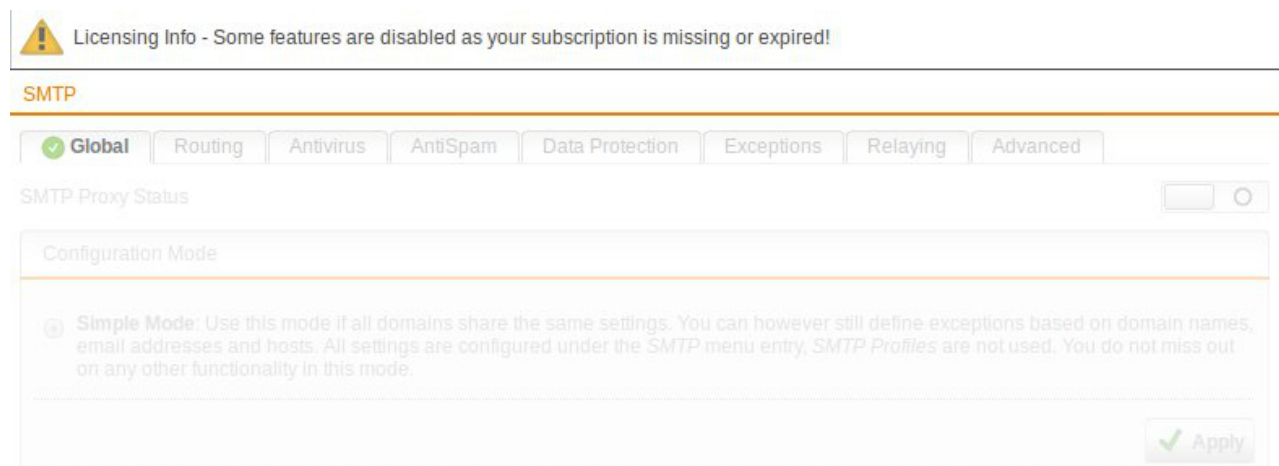 Licensing Info - Some features are disabled as your subscription is missing or expired!
SMTP
Global Routing Antivirus AntiSpam Data Protection Exceptions Relaying Advanced
SMTP Proxy Status
Configuration Mode
Simple Mode: Use this mode if all domains share the same settings. You can however still define exceptions based on domain names,
email addresses and hosts. All settings are configured under the SMTP menu entry, SMTP Profiles are not used. You do not miss out
on any other functionality in this mode.
Apply